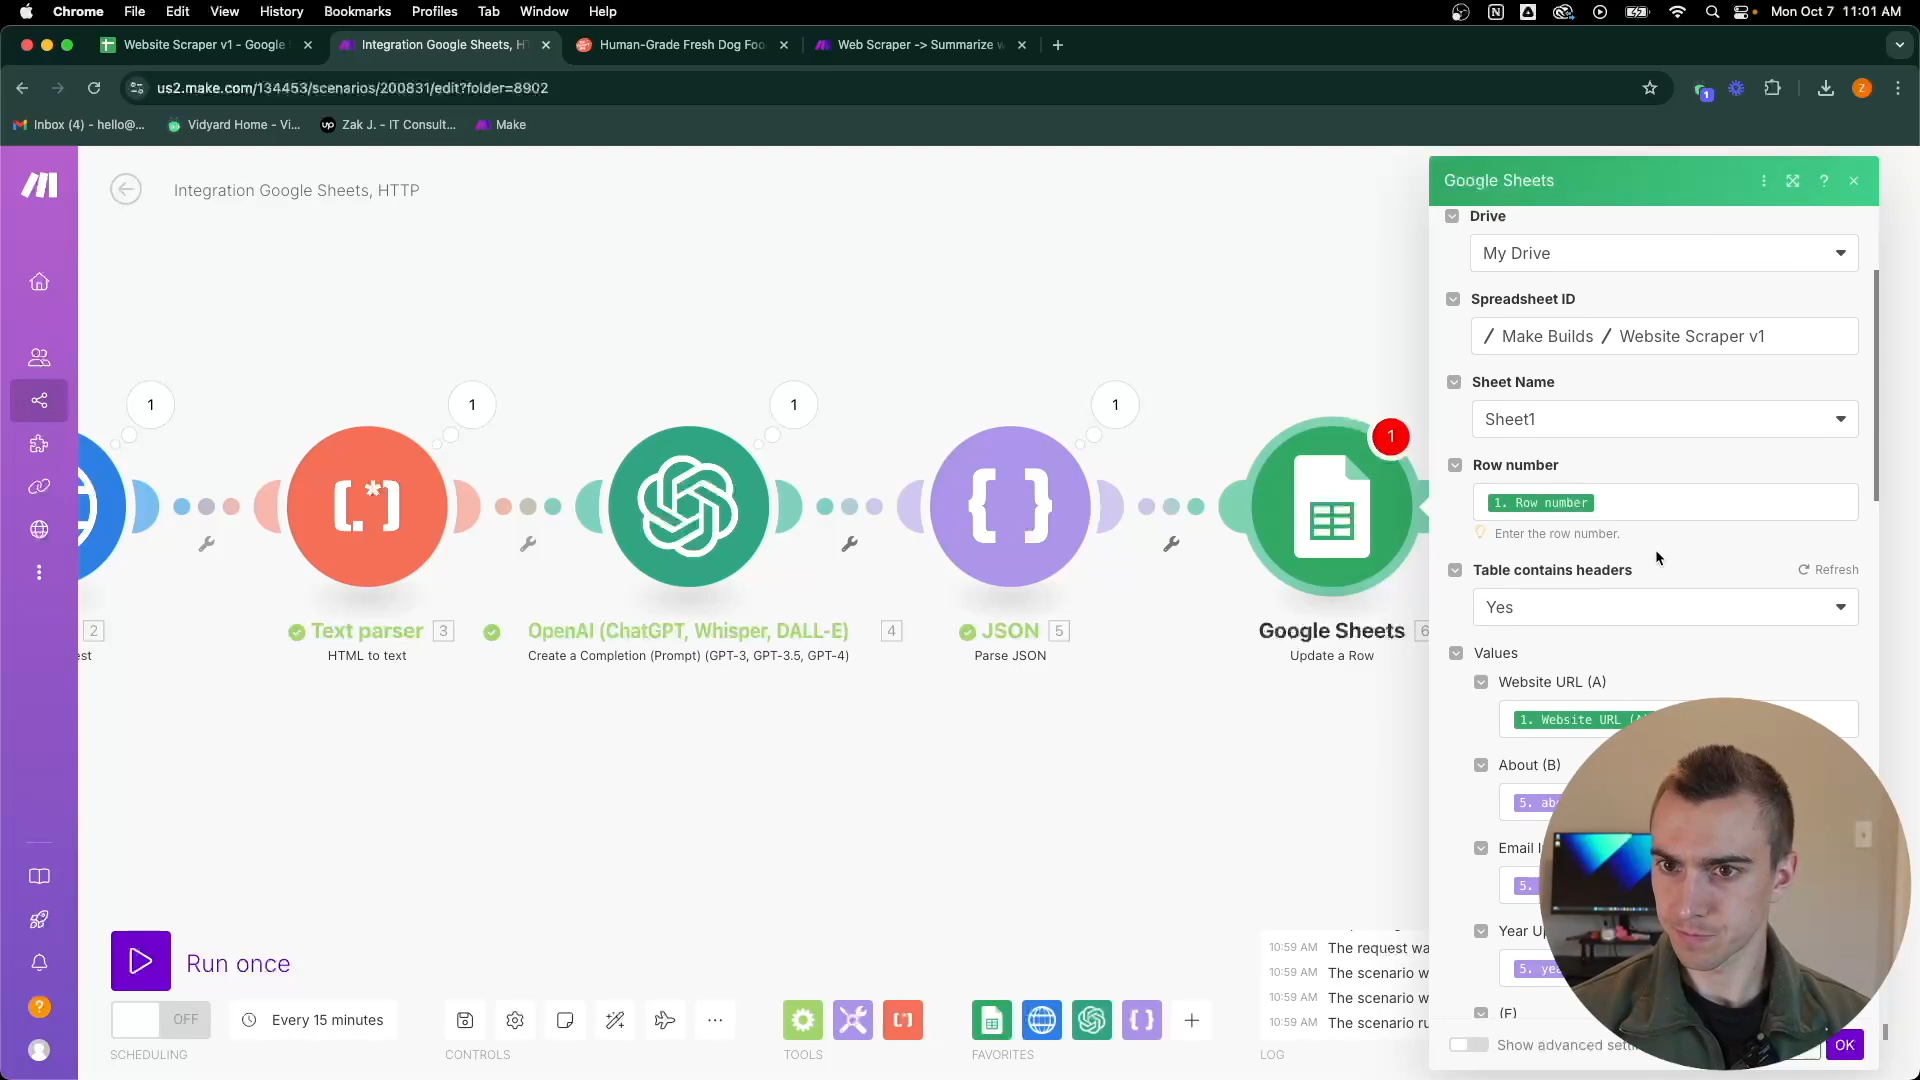 Chrome File Edit View History Bookmarks Profiles Tab Window Help
Mon Oct 7 11:01 AM
Website Scraper v1 - Google
Integration Google Sheets, H
Human-Grade Fresh Dog Foo
Web Scraper -> Summarize
us2.make.com/134453/scenarios/200831/edit?folder=8902
1
Z
Inbox (4) - hello@...
Vidyard Home - Vi...
up
Zak J. - IT Consult...
Make
Integration Google Sheets, HTTP
1
1
1
1
1
[.*]
{ }
2
est
Text parser 3
HTML to text
OpenAI (ChatGPT, Whisper, DALL-E) 4
Create a Completion (Prompt) (GPT-3, GPT-3.5, GPT-4)
JSON 5
Parse JSON
Google Sheets 6
Update a Row
Google Sheets
?
Drive
My Drive
Spreadsheet ID
/ Make Builds / Website Scraper v1
Sheet Name
Sheet1
Row number
1. Row number
Enter the row number.
Table contains headers
Refresh
Yes
Values
Website URL (A)
1. Website URL
About (B)
5.
Email
5.
Year
5.
(E)
Show advanced
OK
Run once
OFF
Every 15 minutes
SCHEDULING
CONTROLS
TOOLS
FAVORITES
LOG
10:59 AM The request wa
10:59 AM The scenario w
10:59 AM The scenario w
10:59 AM The scenario ru
?